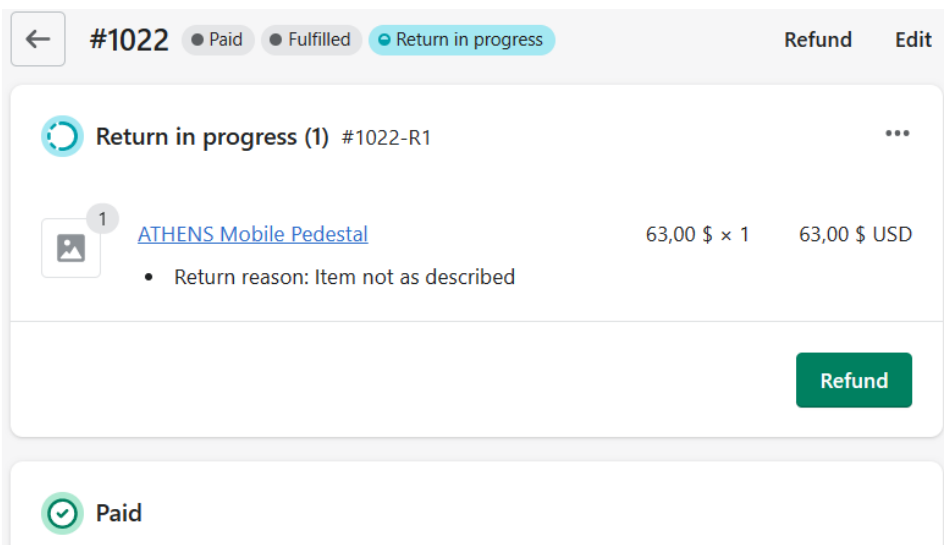 #1022 Paid Fulfilled Return in progress Refund Edit
Return in progress (1) #1022-R1
1
ATHENS Mobile Pedestal 63,00 $ × 1 63,00 $ USD
• Return reason: Item not as described
Refund
Paid